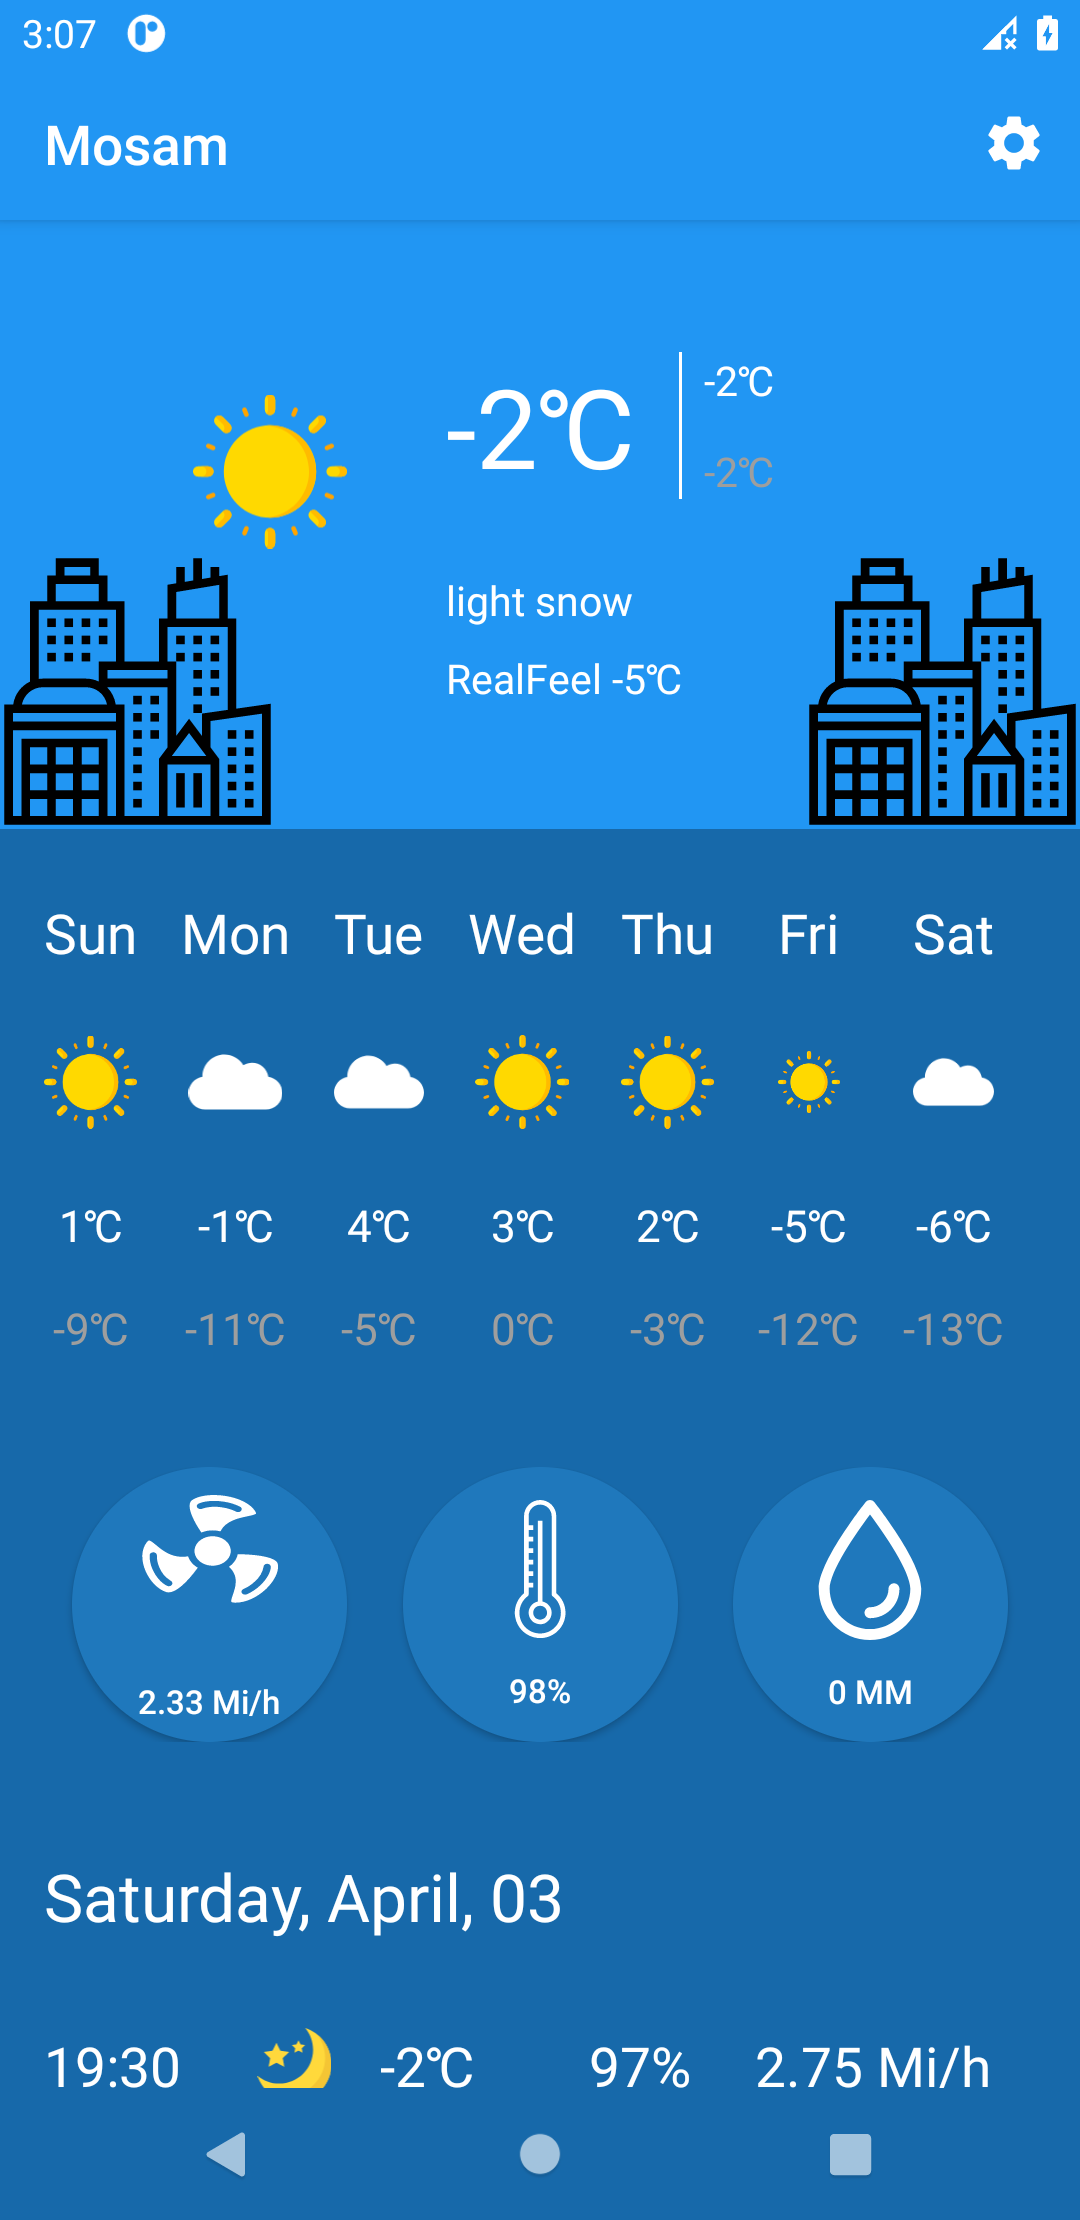 3:07
Mosam
-2℃
-2℃
-2℃
light snow
RealFeel -5℃
Sun Mon Tue Wed Thu Fri Sat
1℃ -1℃ 4℃ 3℃ 2℃ -5℃ -6℃
-9℃ -11℃ -5℃ 0℃ -3℃ -12℃ -13℃
2.33 Mi/h 98% 0 MM
Saturday, April, 03
19:30 -2℃ 97% 2.75 Mi/h